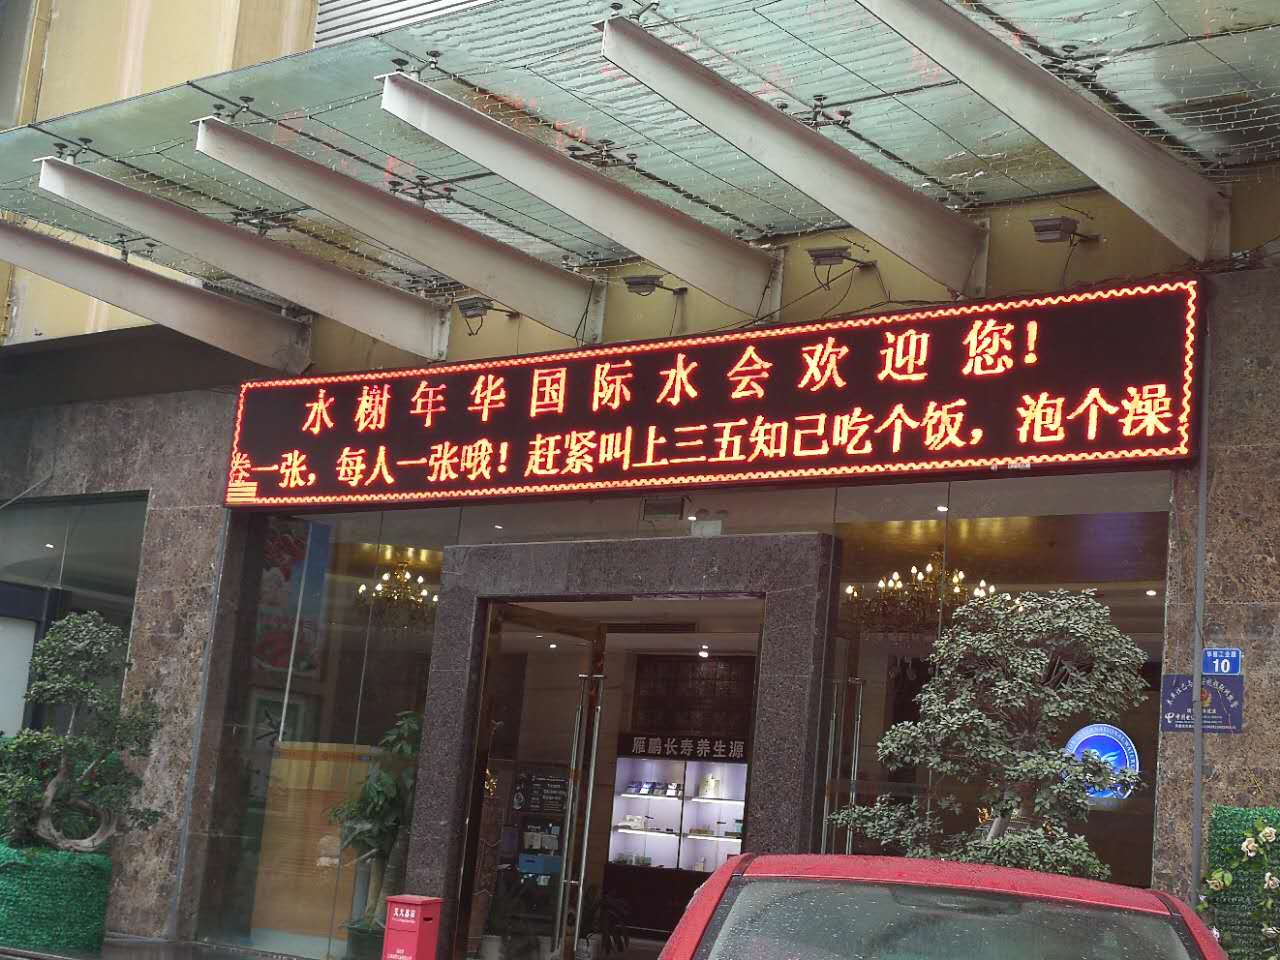 水榭年华国际水会欢迎您!
一张，每人一张哦！赶紧叫上三五知己吃个饭，泡个澡
雁鹏长寿养生源
10